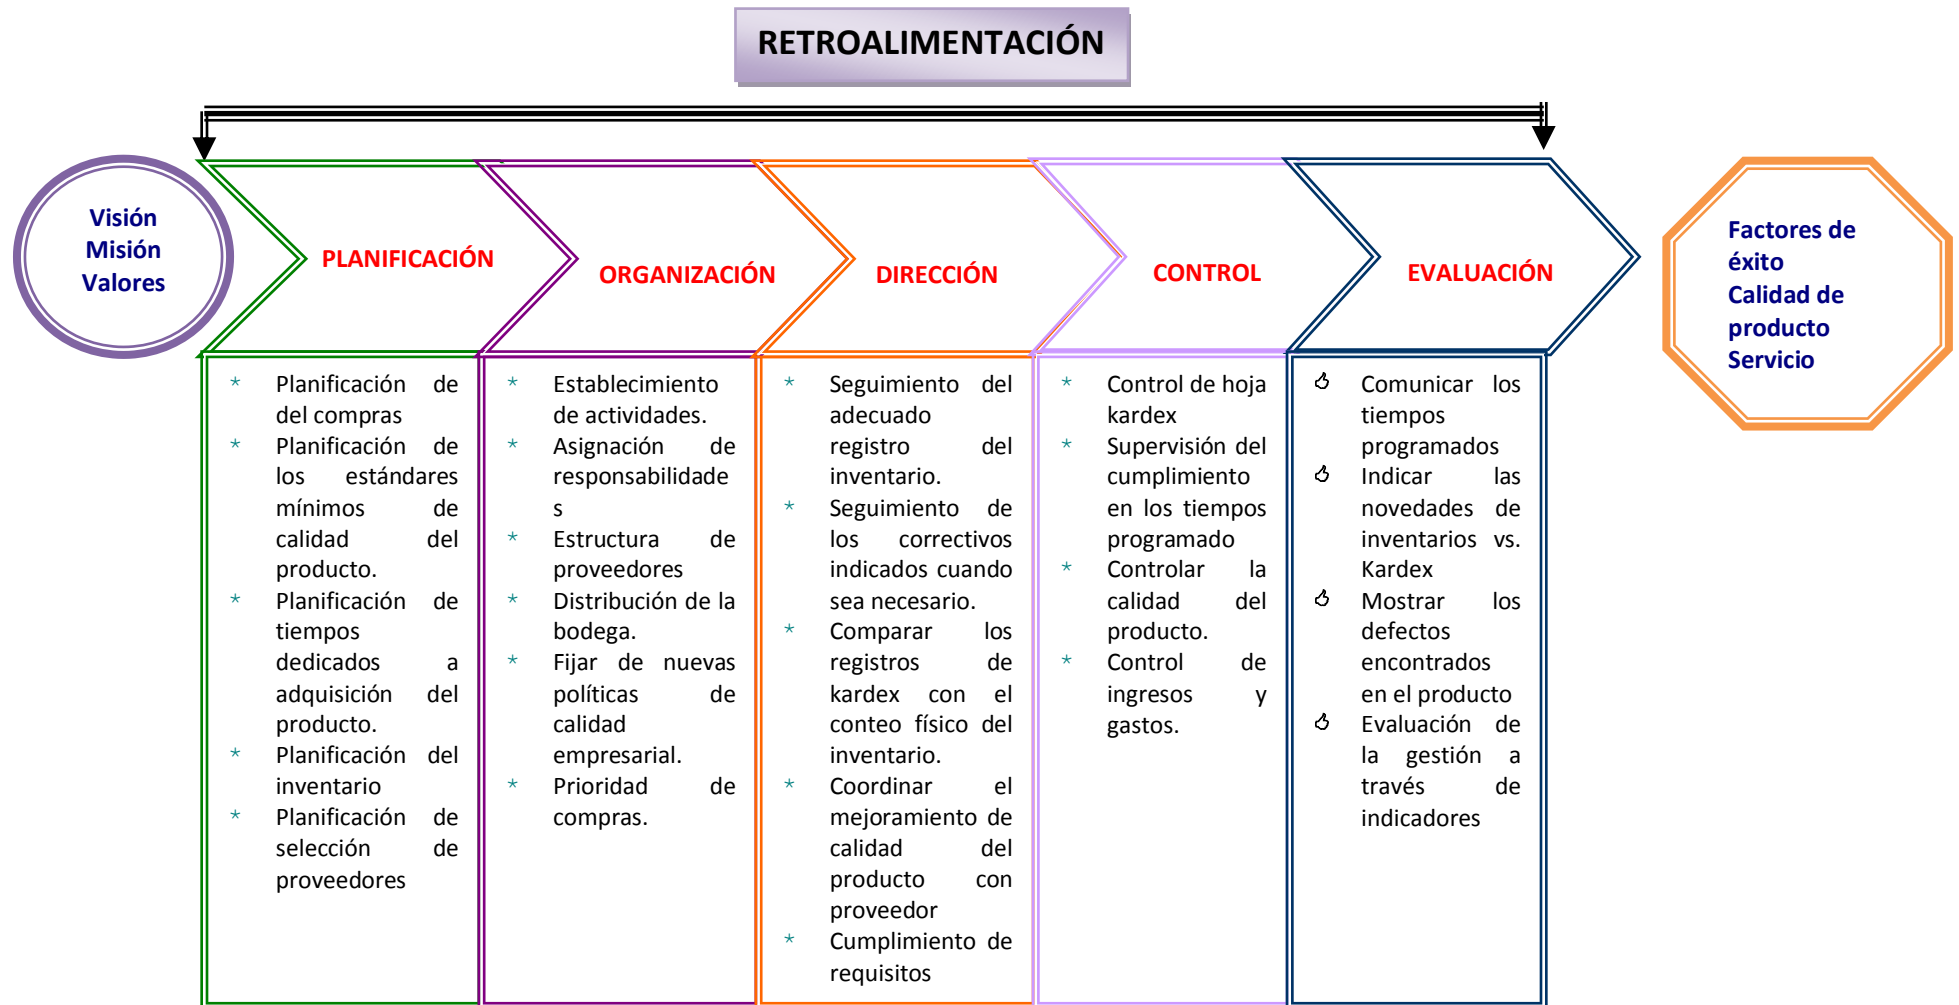 RETROALIMENTACIÓN
Visión
Misión
Valores
PLANIFICACIÓN
ORGANIZACIÓN
DIRECCIÓN
CONTROL
EVALUACIÓN
Factores de
éxito
Calidad de
producto
Servicio
* Planificación de
del compras
* Planificación de
los estándares
mínimos de
calidad del
producto.
* Planificación de
tiempos
dedicados a
adquisición del
producto.
* Planificación del
inventario
* Planificación de
selección de
proveedores
* Establecimiento
de actividades.
* Asignación de
responsabilidade
s
* Estructura de
proveedores
* Distribución de la
bodega.
* Fijar de nuevas
políticas de
calidad
empresarial.
* Prioridad de
compras.
* Seguimiento del
adecuado
registro del
inventario.
* Seguimiento de
los correctivos
indicados cuando
sea necesario.
* Comparar los
registros de
kardex con el
conteo físico del
inventario.
* Coordinar el
mejoramiento de
calidad del
producto con
proveedor
* Cumplimiento de
requisitos
* Control de hoja
kardex
* Supervisión del
cumplimiento
en los tiempos
programado
* Controlar la
calidad del
producto.
* Control de
ingresos y
gastos.
Comunicar los
tiempos
programados
Indicar las
novedades de
inventarios vs.
Kardex
Mostrar los
defectos
encontrados
en el producto
Evaluación de
la gestión a
través de
indicadores